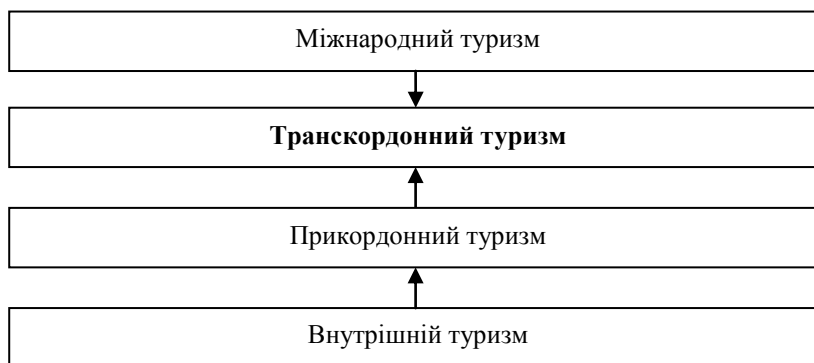 Міжнародний туризм
Транскордонний туризм
Прикордонний туризм
Внутрішній туризм